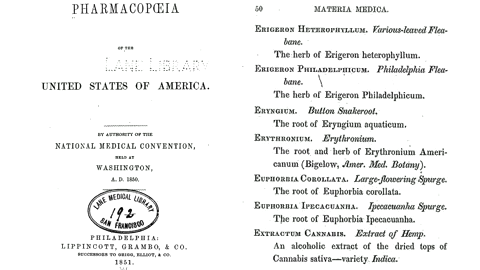 PHARMACOPŒIA
OF THE
LANE LIBRARY
UNITED STATES OF AMERICA.
BY AUTHORITY OF THE
NATIONAL MEDICAL CONVENTION,
HELD AT
WASHINGTON,
A. D. 1850.
LANE MEDICAL LIBRARY
192
SAN FRANCISCO
PHILADELPHIA:
LIPPINCOTT, GRAMBO, & CO.
SUCCESSORS TO GRIGG, ELLIOT, & CO.
1851.
50 MATERIA MEDICA.
ERIGERON HETEROPHYLLUM. Various-leaved Flea-
bane.
The herb of Erigeron heterophyllum.
ERIGERON PHILADELPHICUM. Philadelphia Flea-
bane.
The herb of Erigeron Philadelphicum.
ERYNGIUM. Button Snakeroot.
The root of Eryngium aquaticum.
ERYTHRONIUM. Erythronium.
The root and herb of Erythronium Ameri-
canum (Bigelow, Amer. Med. Botany).
EUPHORBIA COROLLATA. Large-flowering Spurge.
The root of Euphorbia corollata.
EUPHORBIA IPECACUANHA. Ipecacuanha Spurge.
The root of Euphorbia Ipecacuanha.
EXTRACTUM CANNABIS. Extract of Hemp.
An alcoholic extract of the dried tops of
Cannabis sativa—variety Indica.